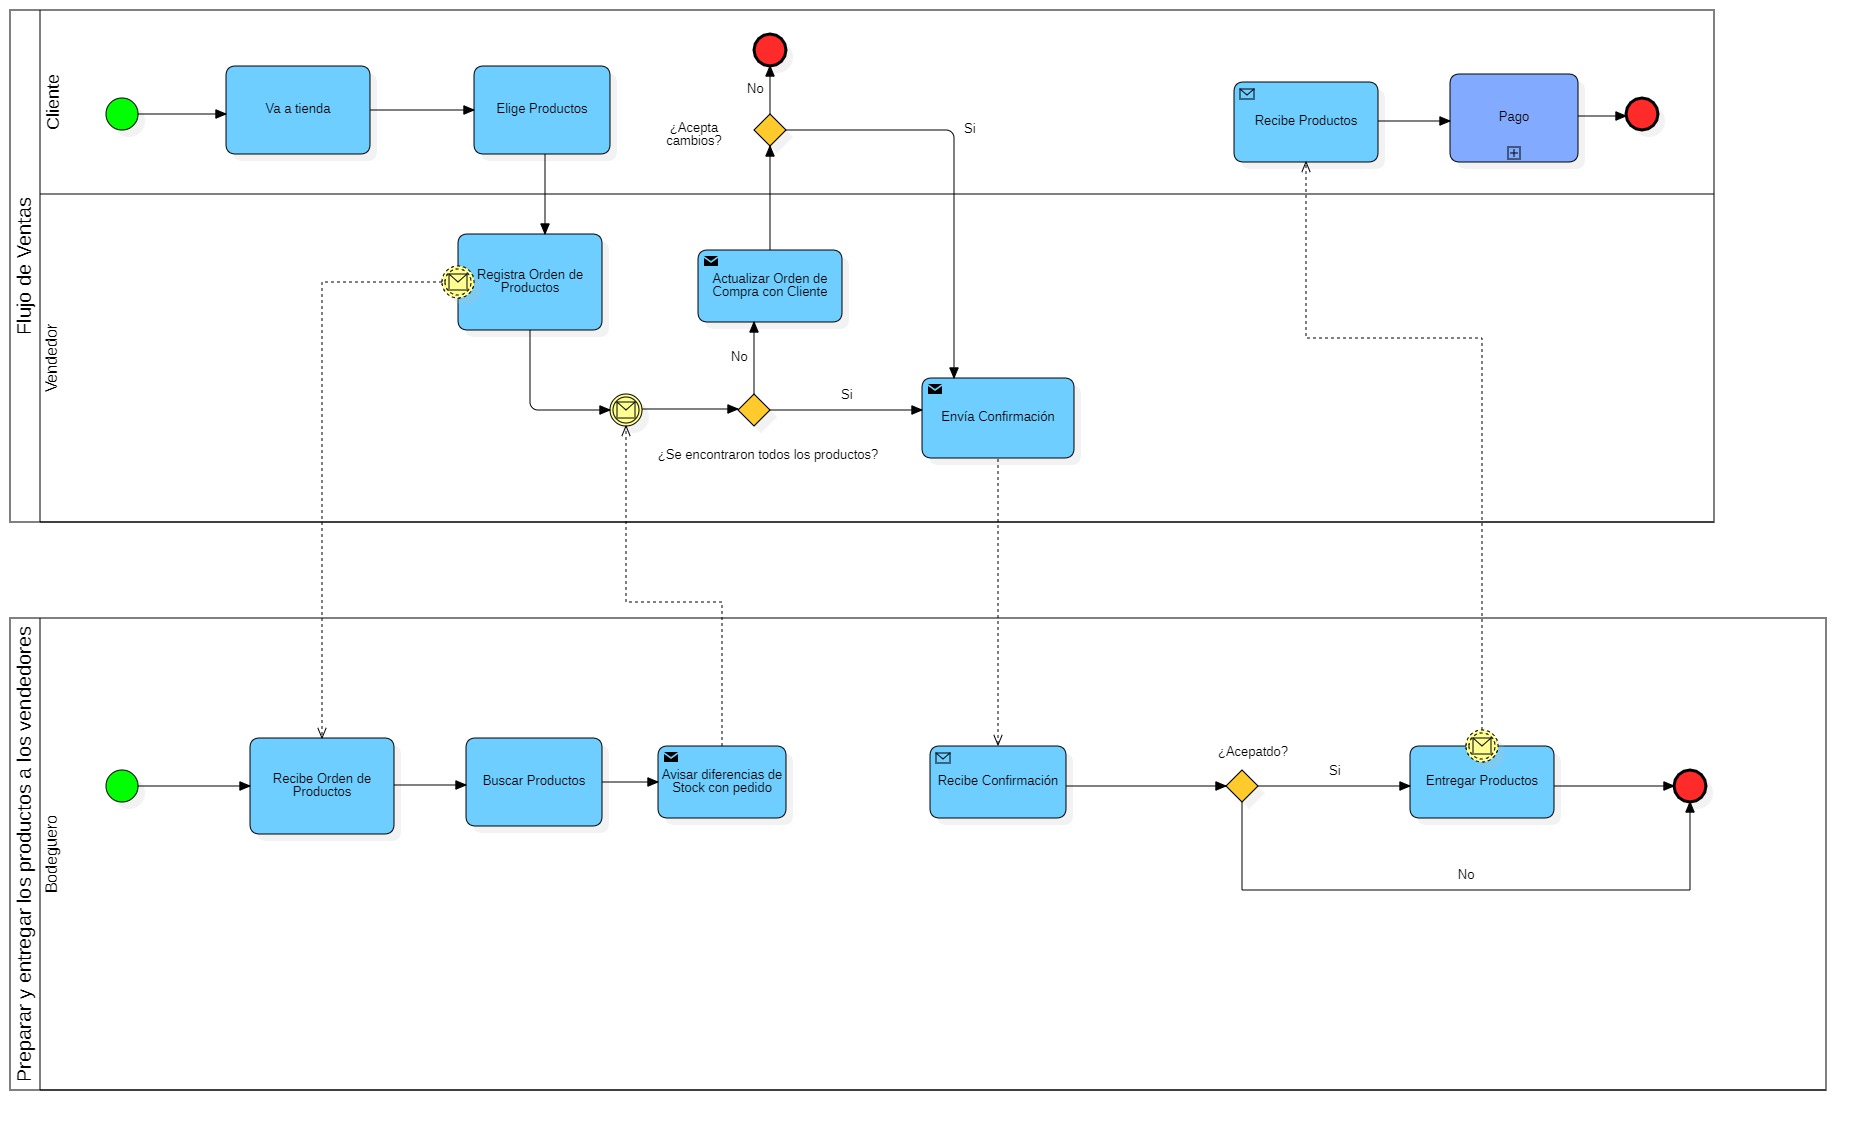 Flujo de Ventas
Cliente
Va a tienda
Elige Productos
No
¿Acepta
cambios?
Si
Recibe Productos
Pago
Vendedor
Registra Orden de
Productos
Actualizar Orden de
Compra con Cliente
No
Si
¿Se encontraron todos los productos?
Envía Confirmación
Preparar y entregar los productos a los vendedores
Bodeguero
Recibe Orden de
Productos
Buscar Productos
Avisar diferencias de
Stock con pedido
Recibe Confirmación
¿Acepatdo?
Si
Entregar Productos
No